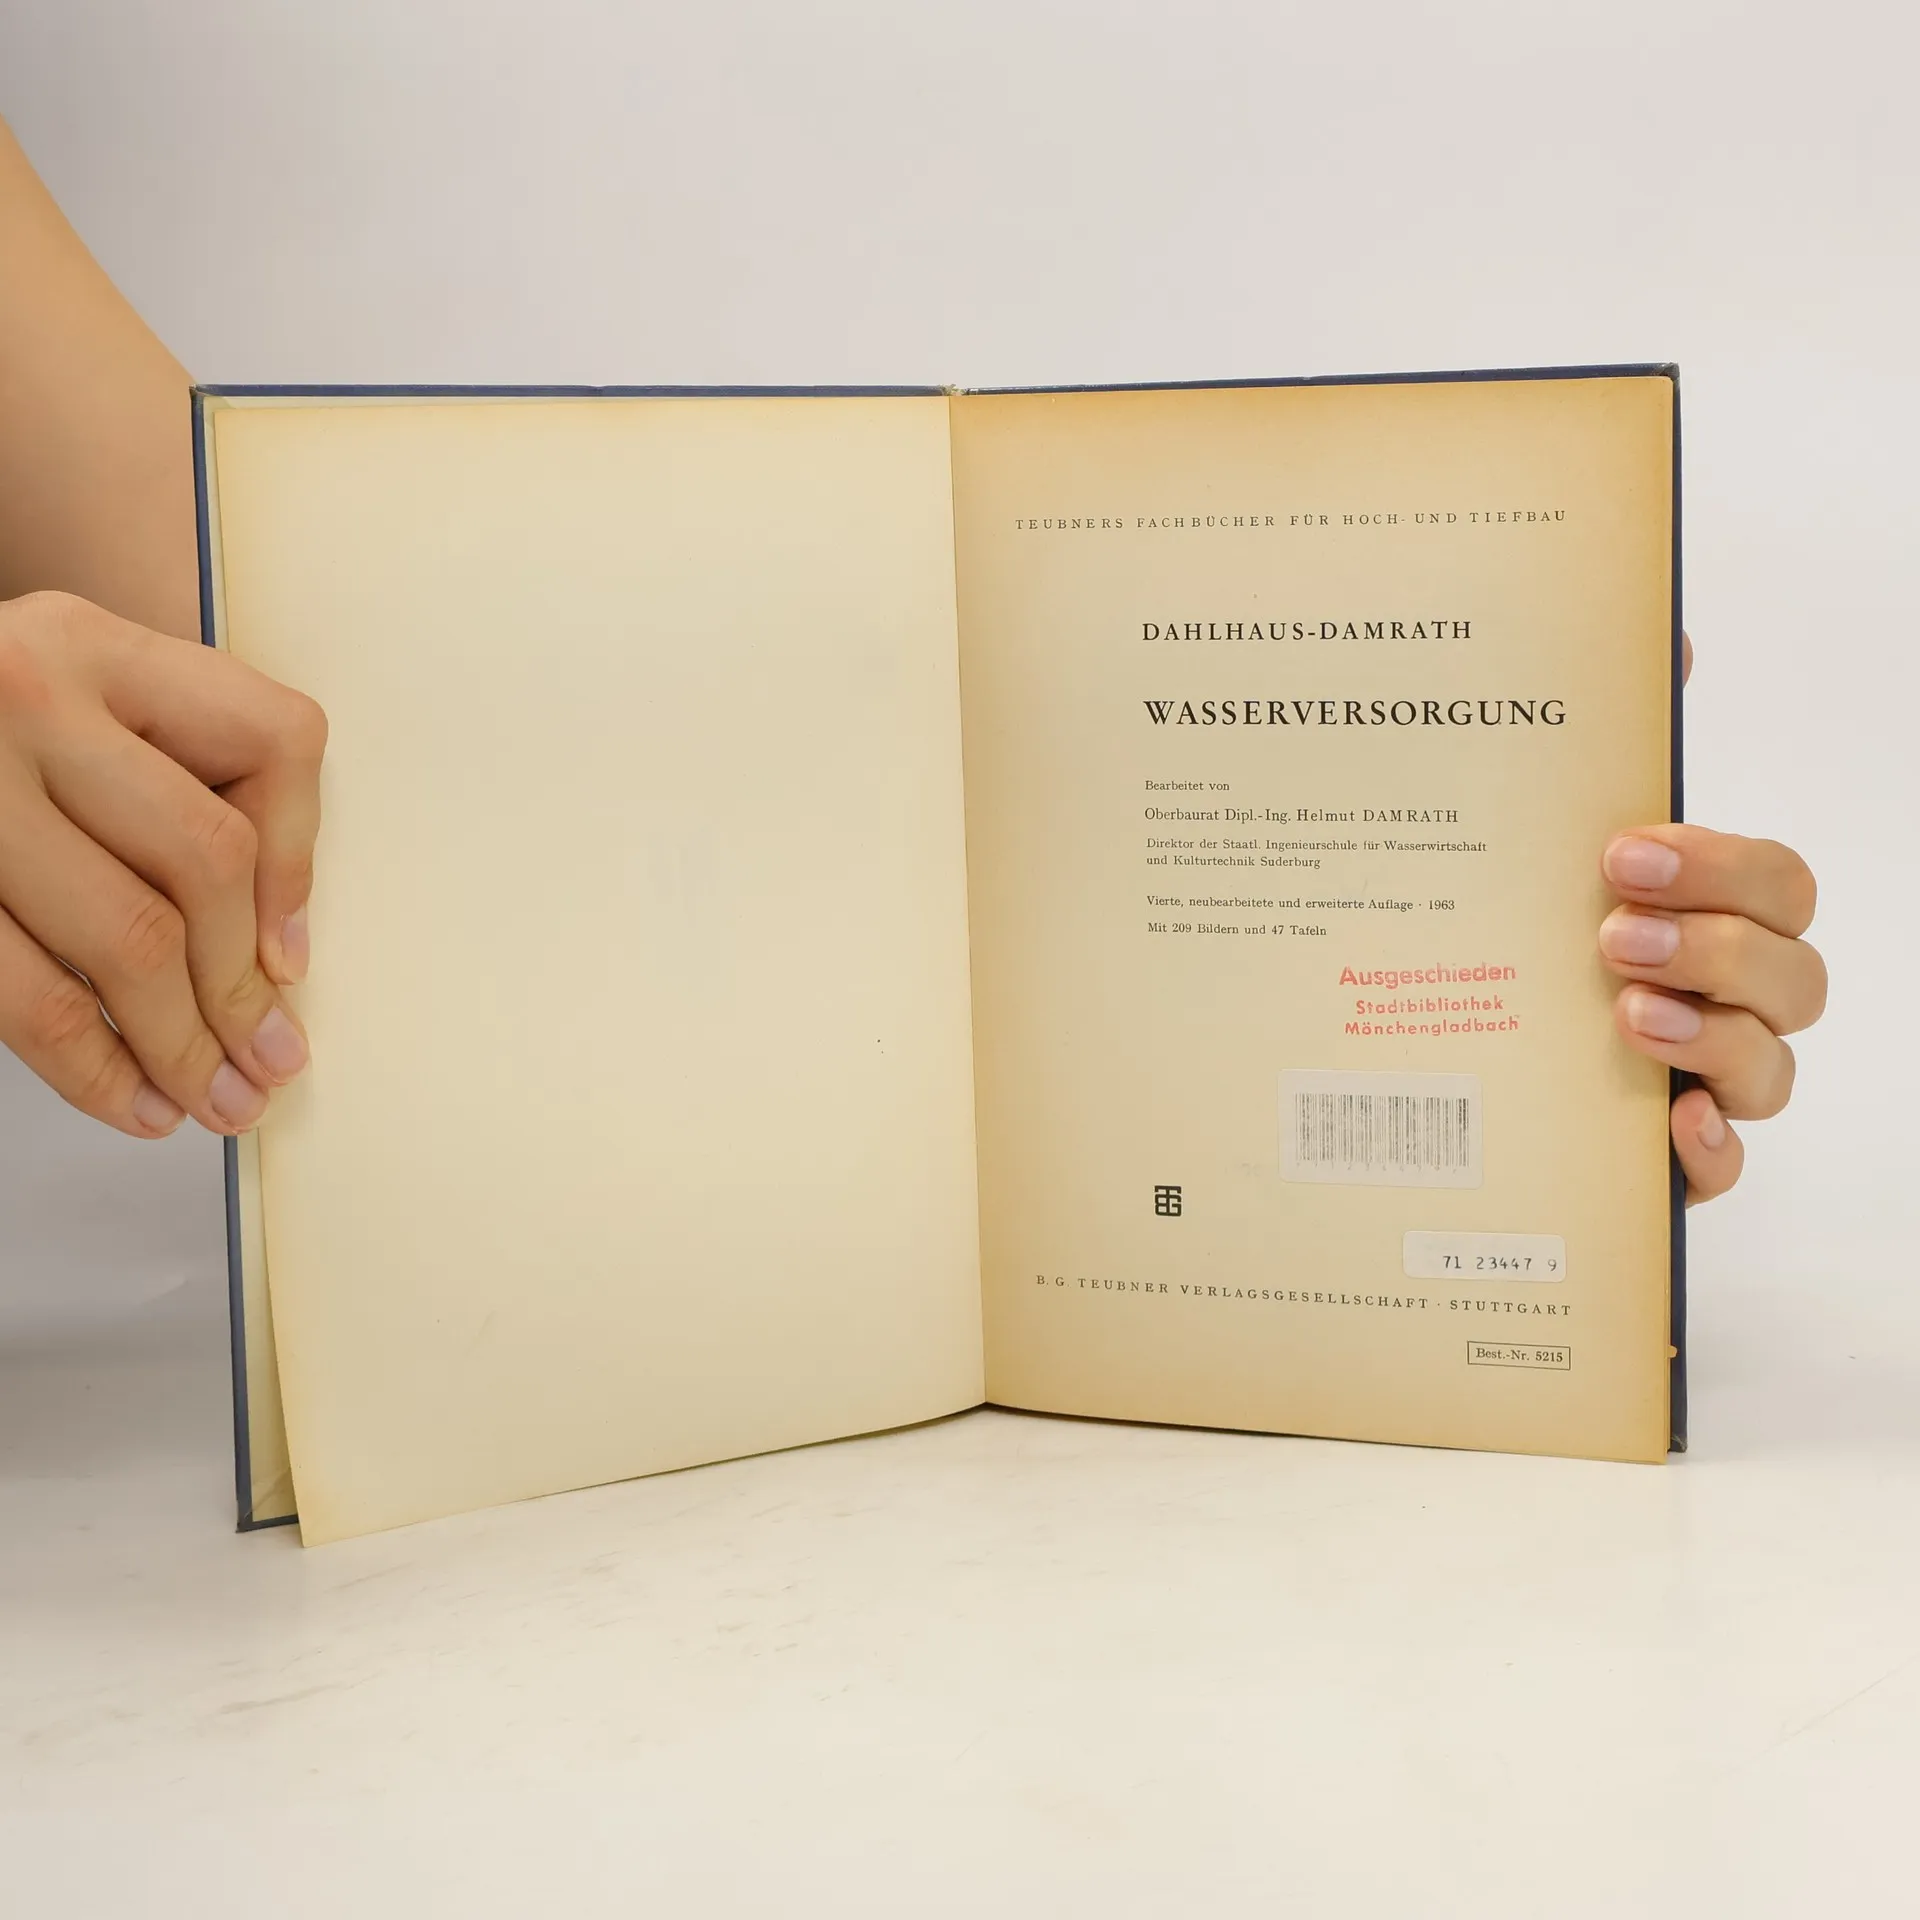 TEUBNERS FACHBÜCHER FÜR HOCH- UND TIEFBAU
DAHLHAUS-DAMRATH
WASSERVERSORGUNG
Bearbeitet von
Oberbaurat Dipl.-Ing. Helmut DAMRATH
Direktor der Staatl. Ingenieurschule für Wasserwirtschaft
und Kulturtechnik Suderburg
Vierte, neubearbeitete und erweiterte Auflage · 1963
Mit 209 Bildern und 47 Tafeln
Ausgeschieden
Stadtbibliothek
Mönchengladbach
71 23447 9
B. G. TEUBNER VERLAGSGESELLSCHAFT · STUTTGART
Best.-Nr. 5215